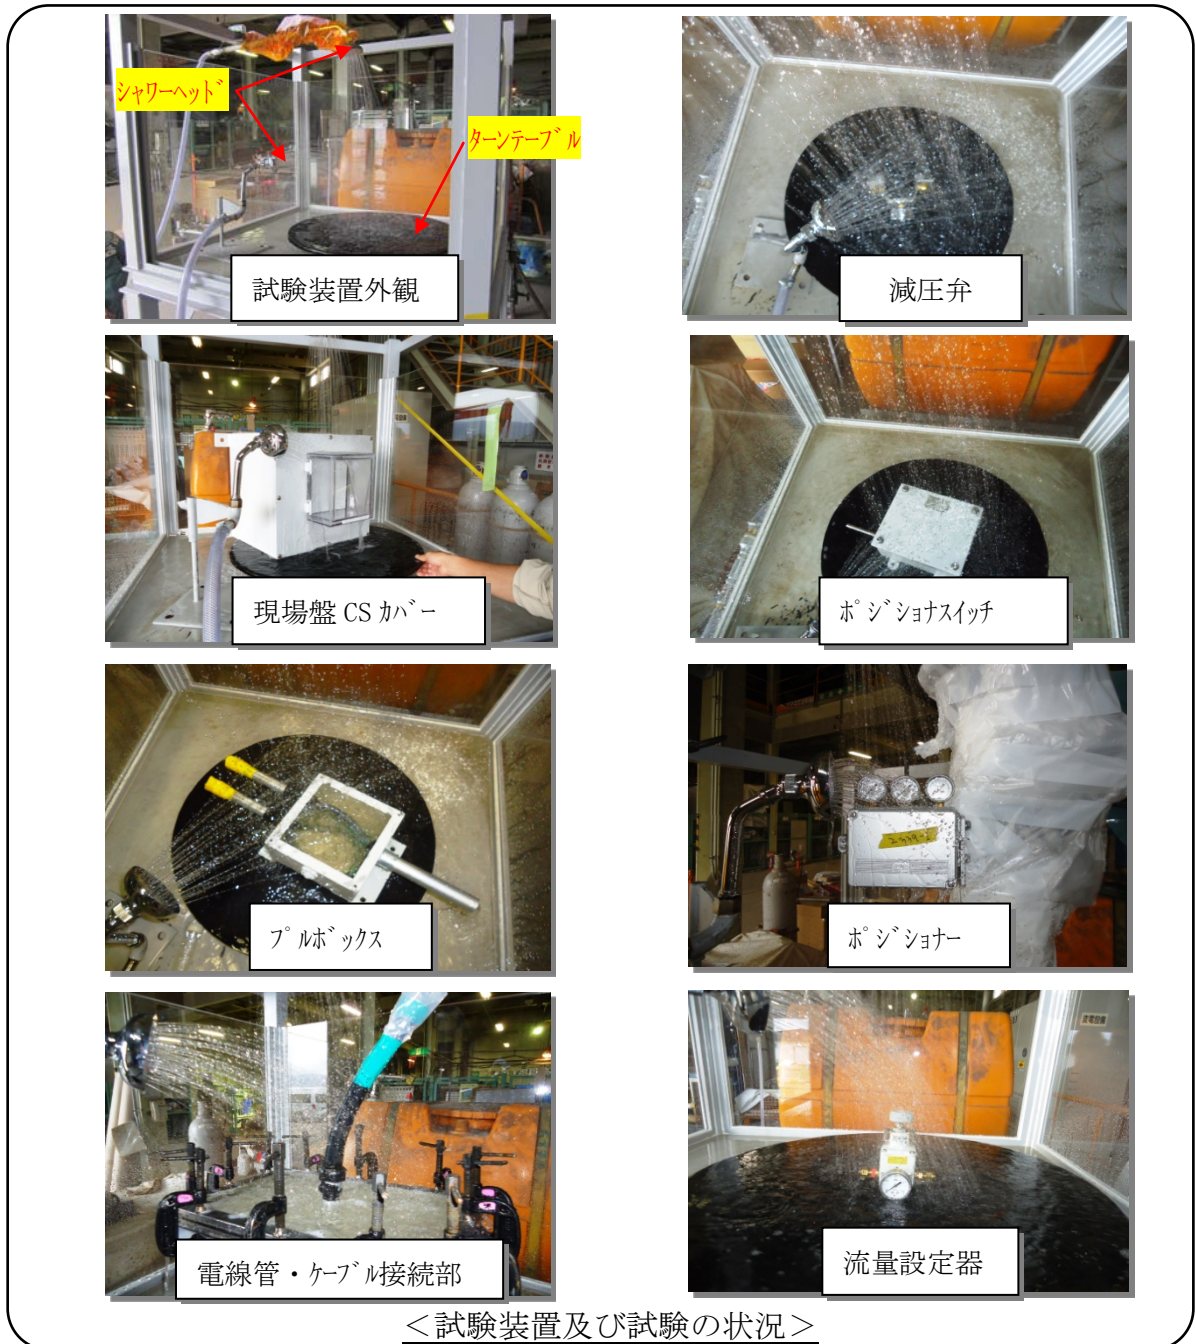 シャワーヘッド
ターンテーブル
試験装置外観
減圧弁
現場盤 CS カバー
ポジショナスイッチ
プルボックス
ポジショナー
電線管・ケーブル接続部
流量設定器
＜試験装置及び試験の状況＞